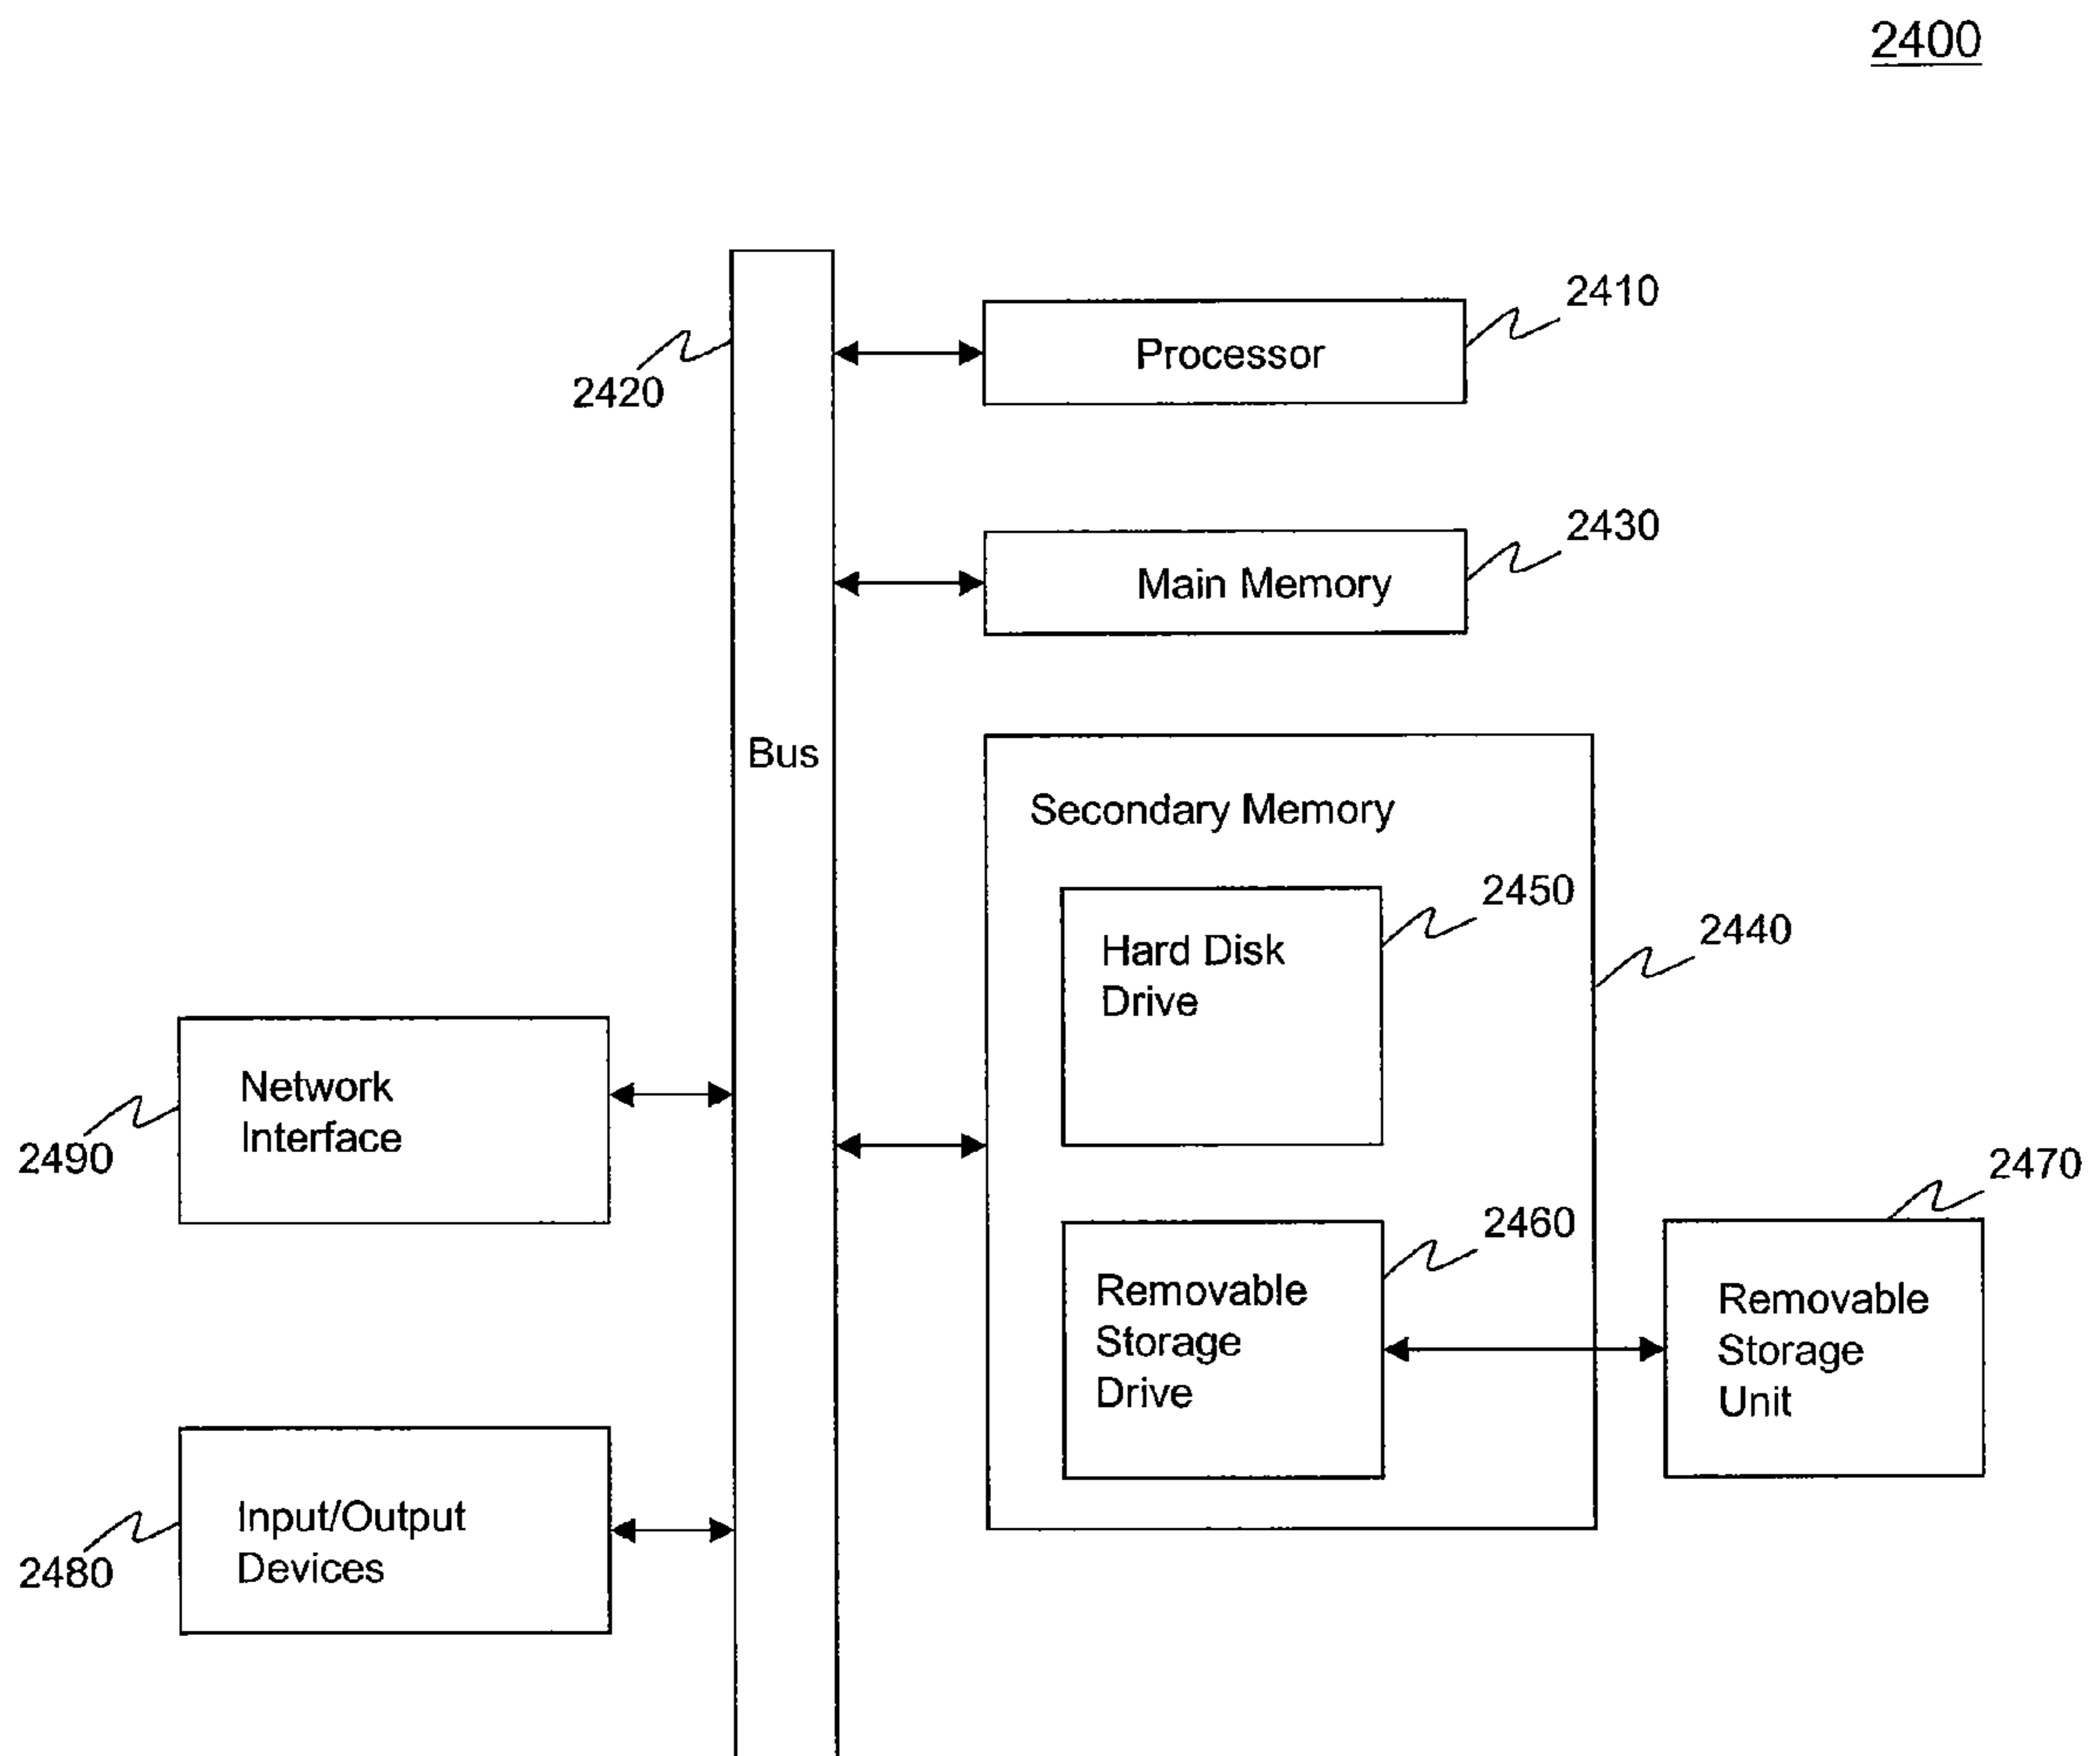 2400
2410
Processor
2420
2430
Main Memory
Bus
Secondary Memory
2450
Hard Disk
Drive
2440
Network
Interface
2490
2470
2460
Removable
Storage
Drive
Removable
Storage
Unit
Input/Output
Devices
2480